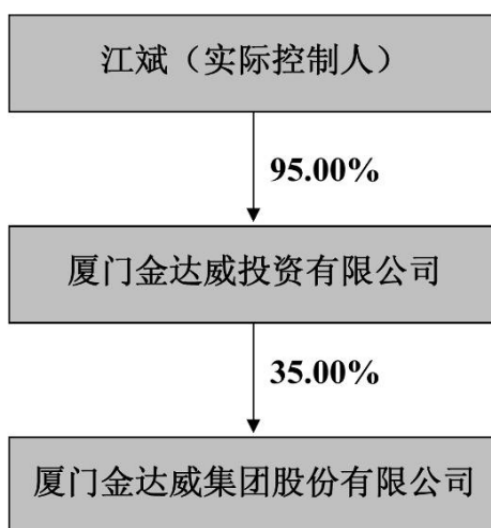 江斌（实际控制人）
95.00%
厦门金达威投资有限公司
35.00%
厦门金达威集团股份有限公司